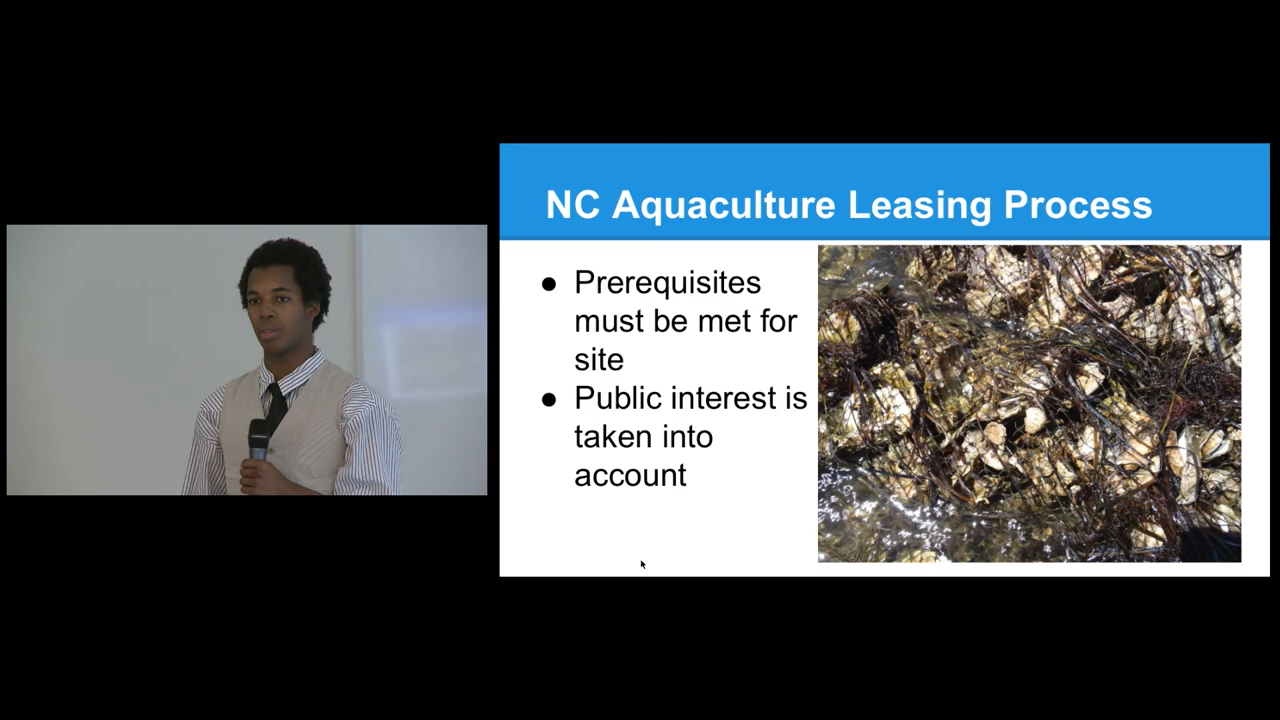 NC Aquaculture Leasing Process
● Prerequisites
must be met for
site
● Public interest is
taken into
account